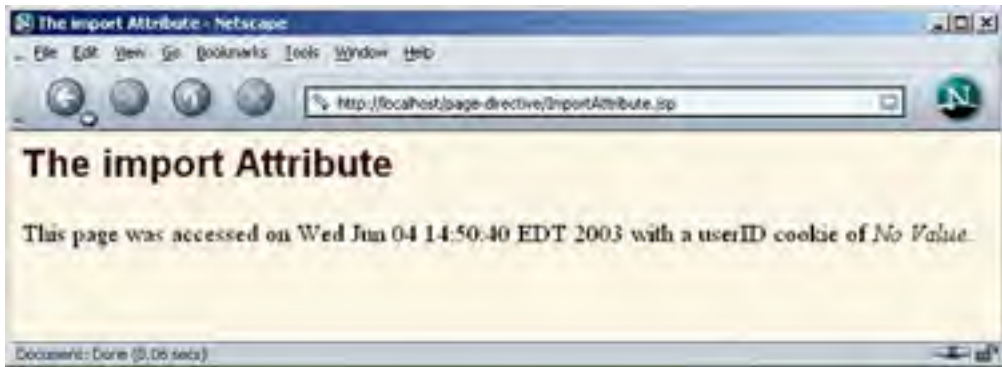 The import Attribute - Netscape
File Edit View Go Bookmarks Tools Window Help
http://localhost/page-directive/ImportAttribute.jsp
N
The import Attribute
This page was accessed on Wed Jun 04 14:50:40 EDT 2003 with a userID cookie of No Value.
Document: Done (0.06 secs)